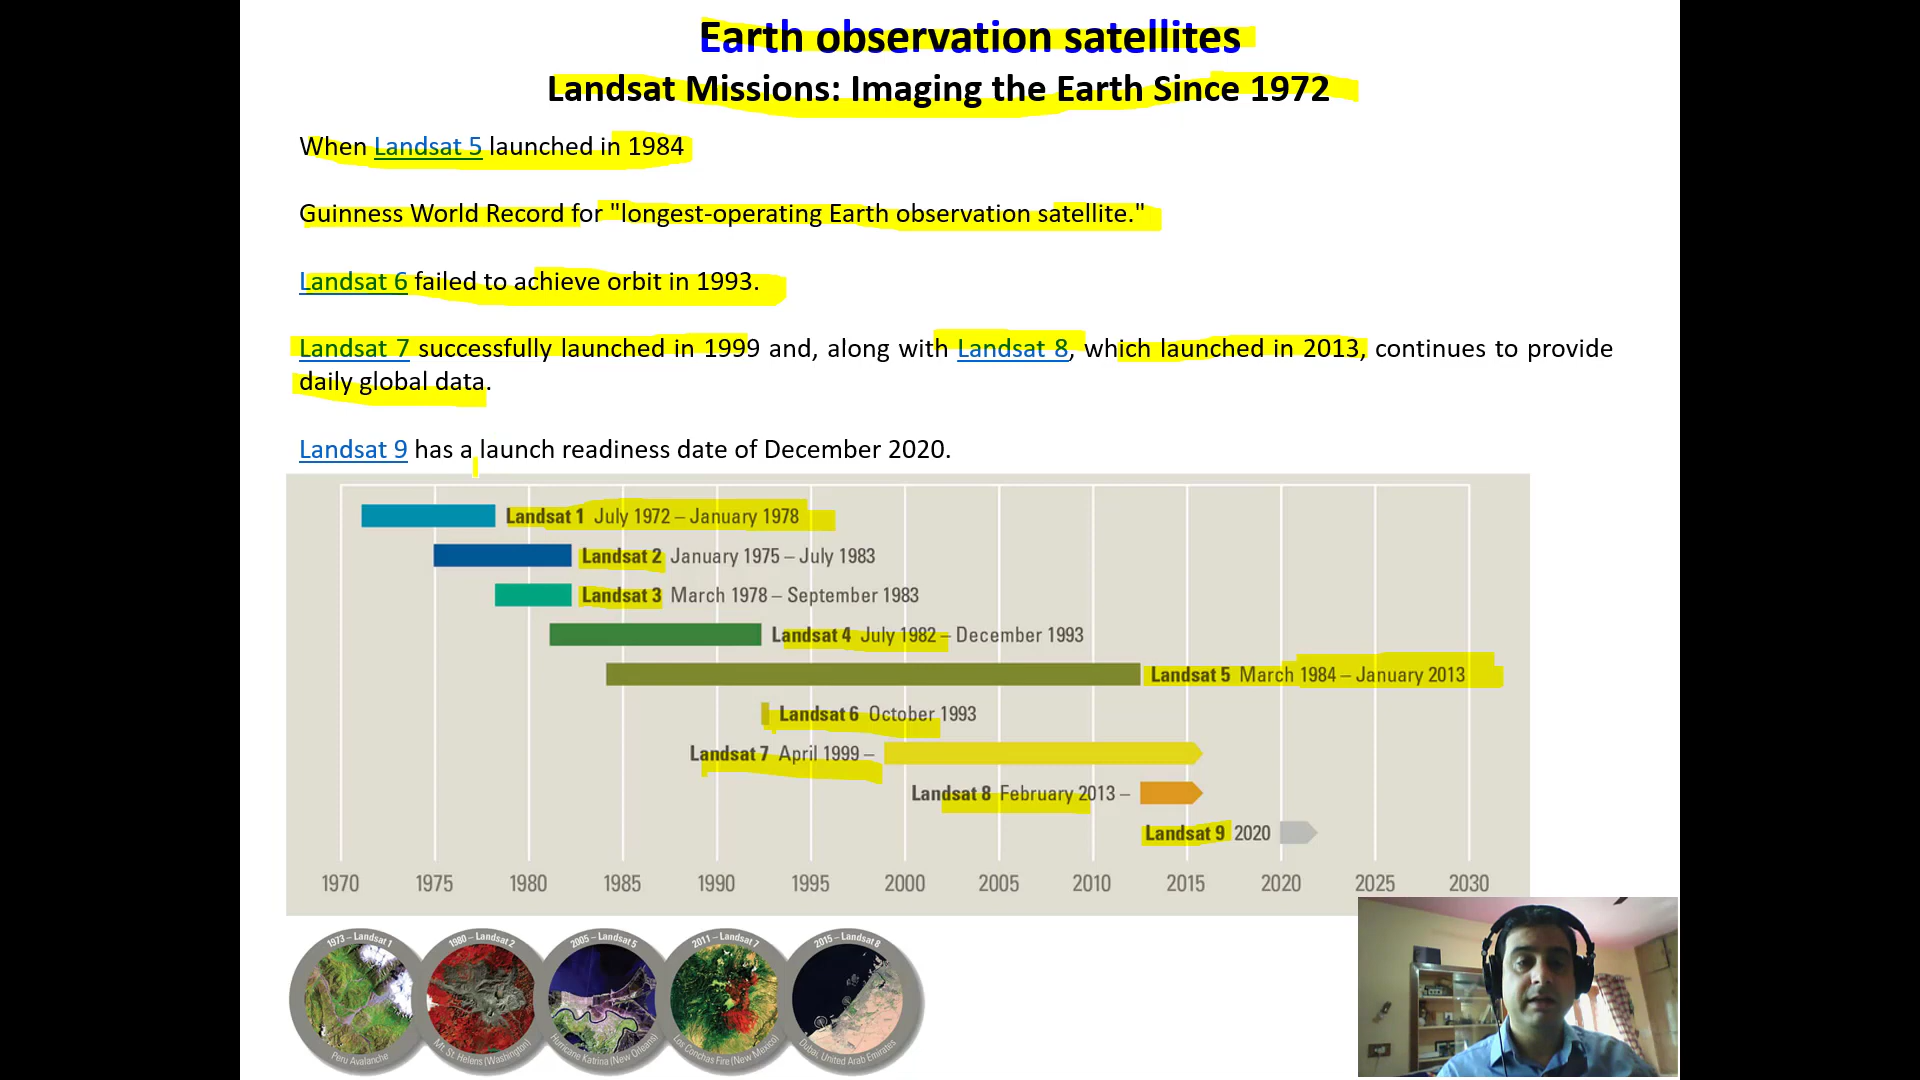 Earth observation satellites
Landsat Missions: Imaging the Earth Since 1972
When Landsat 5 launched in 1984
Guinness World Record for "longest-operating Earth observation satellite."
Landsat 6 failed to achieve orbit in 1993.
Landsat 7 successfully launched in 1999 and, along with Landsat 8, which launched in 2013, continues to provide
daily global data.
Landsat 9 has a launch readiness date of December 2020.
Landsat 1 July 1972 – January 1978
Landsat 2 January 1975 – July 1983
Landsat 3 March 1978 – September 1983
Landsat 4 July 1982 – December 1993
Landsat 5 March 1984 – January 2013
Landsat 6 October 1993
Landsat 7 April 1999 –
Landsat 8 February 2013 –
Landsat 9 2020
1970 1975 1980 1985 1990 1995 2000 2005 2010 2015 2020 2025 2030
1973 – Landsat 1
Peru Avalanche
1980 – Landsat 2
Mt. St. Helens (Washington)
2005 – Landsat 5
Hurricane Katrina (New Orleans)
2011 – Landsat 7
Los Conchas Fire (New Mexico)
2015 – Landsat 8
Dubai, United Arab Emirates